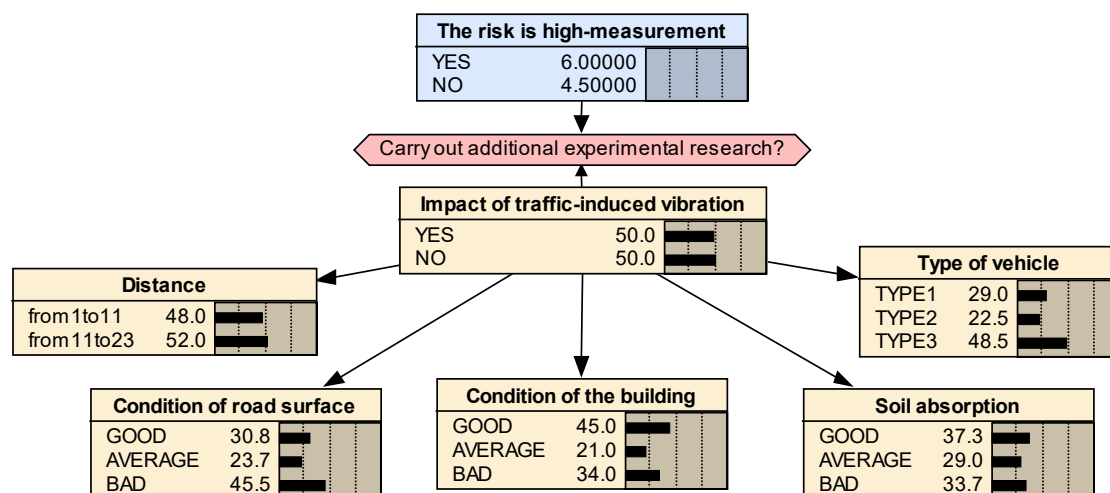 The risk is high-measurement
YES 6.00000
NO 4.50000
Carry out additional experimental research?
Impact of traffic-induced vibration
YES 50.0
NO 50.0
Distance
from1to11 48.0
from11to23 52.0
Type of vehicle
TYPE1 29.0
TYPE2 22.5
TYPE3 48.5
Condition of road surface
GOOD 30.8
AVERAGE 23.7
BAD 45.5
Condition of the building
GOOD 45.0
AVERAGE 21.0
BAD 34.0
Soil absorption
GOOD 37.3
AVERAGE 29.0
BAD 33.7